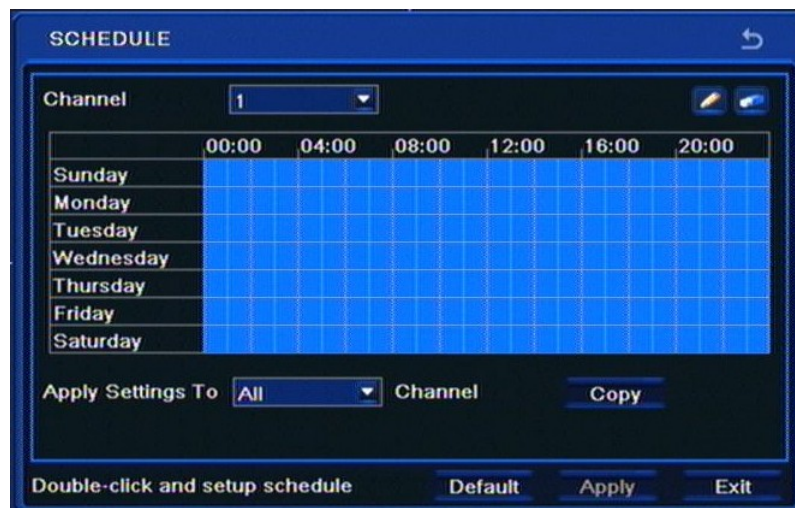 SCHEDULE
Channel 1
00:00 04:00 08:00 12:00 16:00 20:00
Sunday
Monday
Tuesday
Wednesday
Thursday
Friday
Saturday
Apply Settings To All Channel Copy
Double-click and setup schedule Default Apply Exit